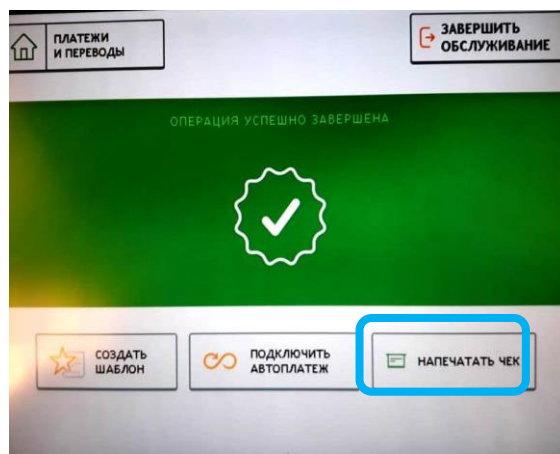 ПЛАТЕЖИ
И ПЕРЕВОДЫ
ЗАВЕРШИТЬ
ОБСЛУЖИВАНИЕ
ОПЕРАЦИЯ УСПЕШНО ЗАВЕРШЕНА
СОЗДАТЬ
ШАБЛОН
ПОДКЛЮЧИТЬ
АВТОПЛАТЕЖ
НАПЕЧАТАТЬ ЧЕК